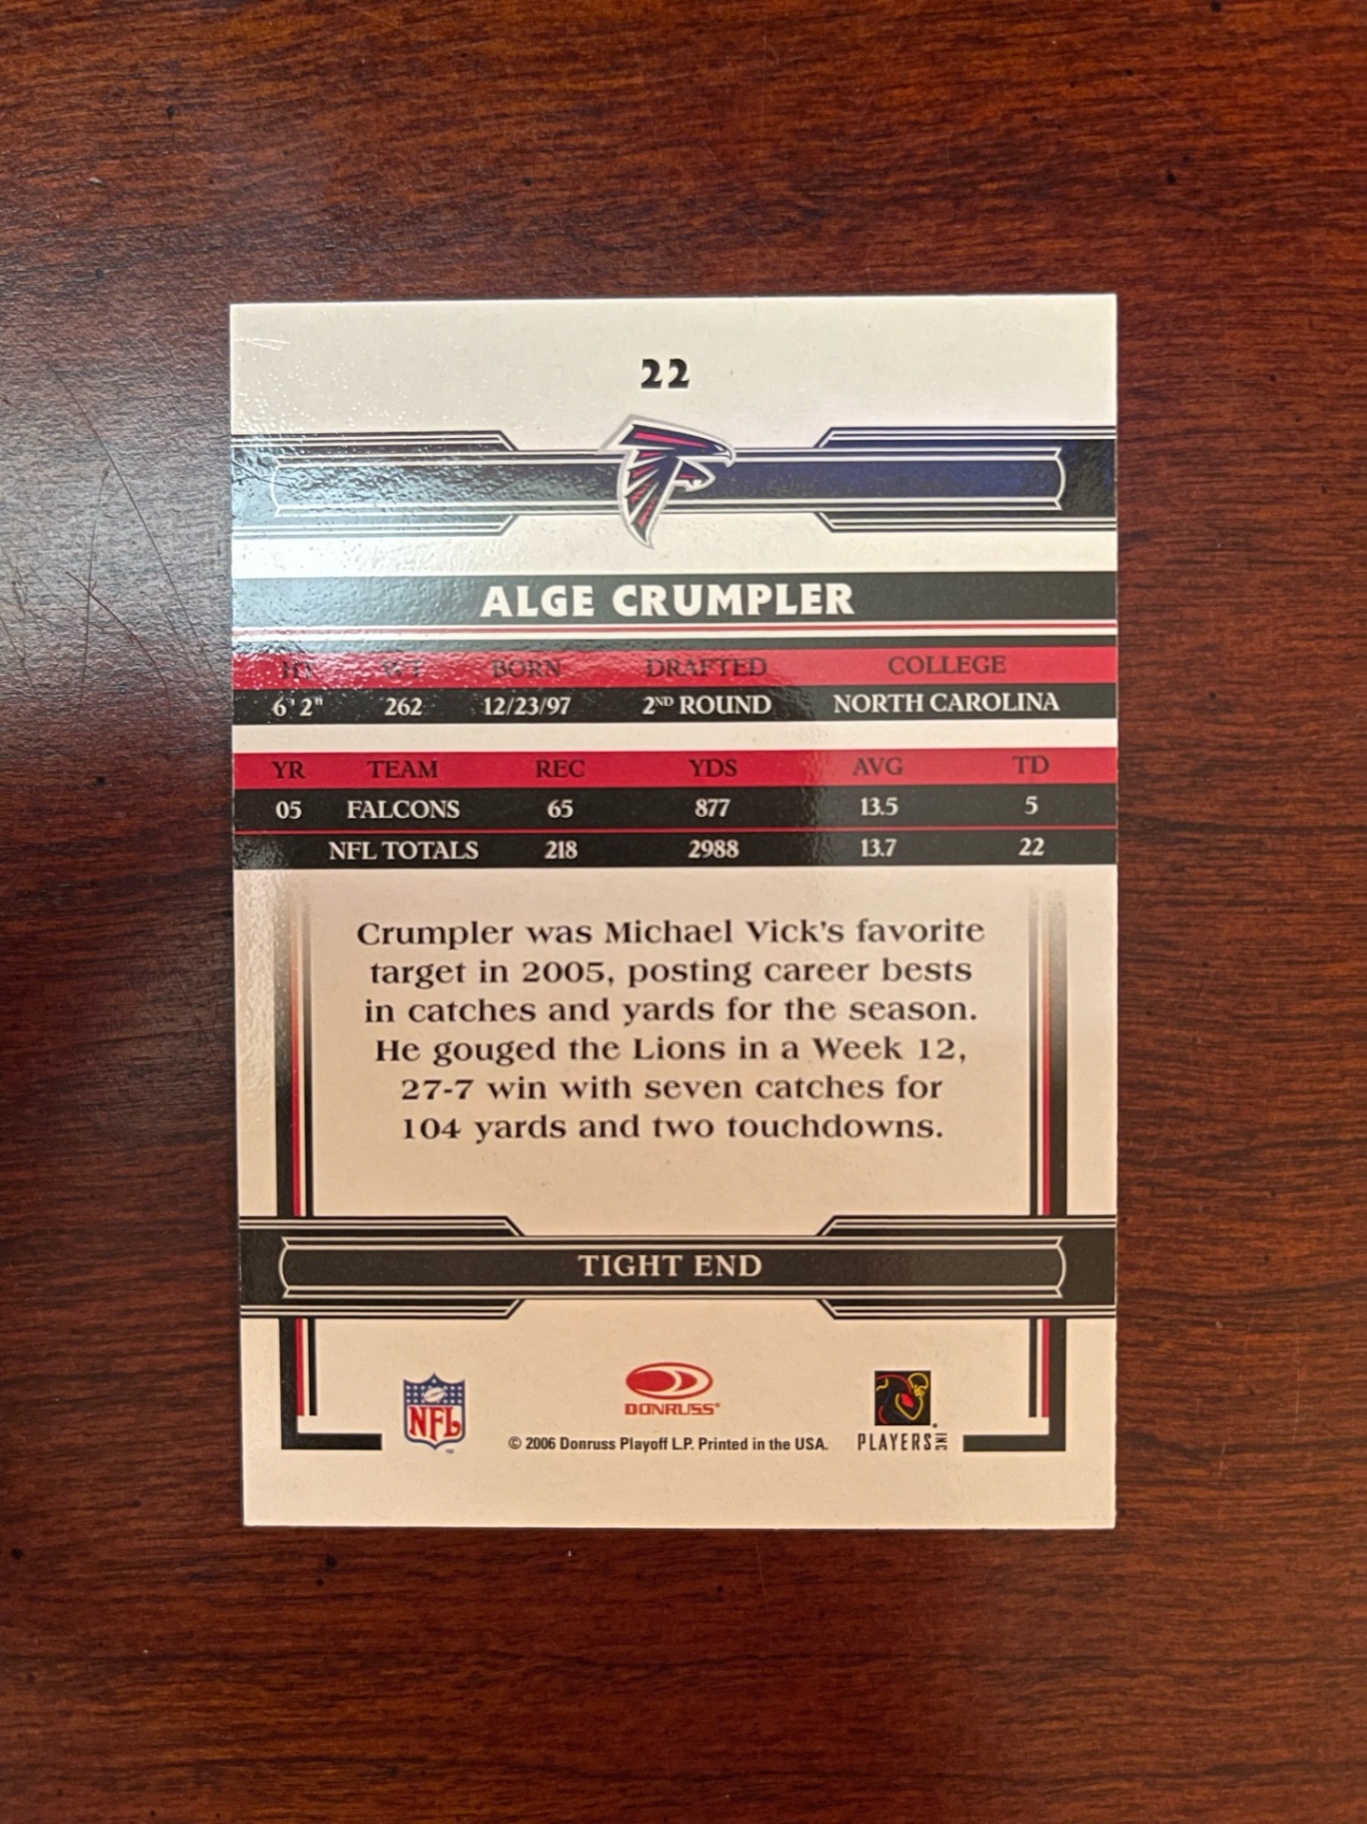 22
ALGE CRUMPLER
HT WT BORN DRAFTED COLLEGE
6' 2" 262 12/23/97 2ND ROUND NORTH CAROLINA
YR TEAM REC YDS AVG TD
05 FALCONS 65 877 13.5 5
NFL TOTALS 218 2988 13.7 22
Crumpler was Michael Vick's favorite
target in 2005, posting career bests
in catches and yards for the season.
He gouged the Lions in a Week 12,
27-7 win with seven catches for
104 yards and two touchdowns.
TIGHT END
NFL
DONRUSS
© 2006 Donruss Playoff L.P. Printed in the USA.
PLAYERS INC